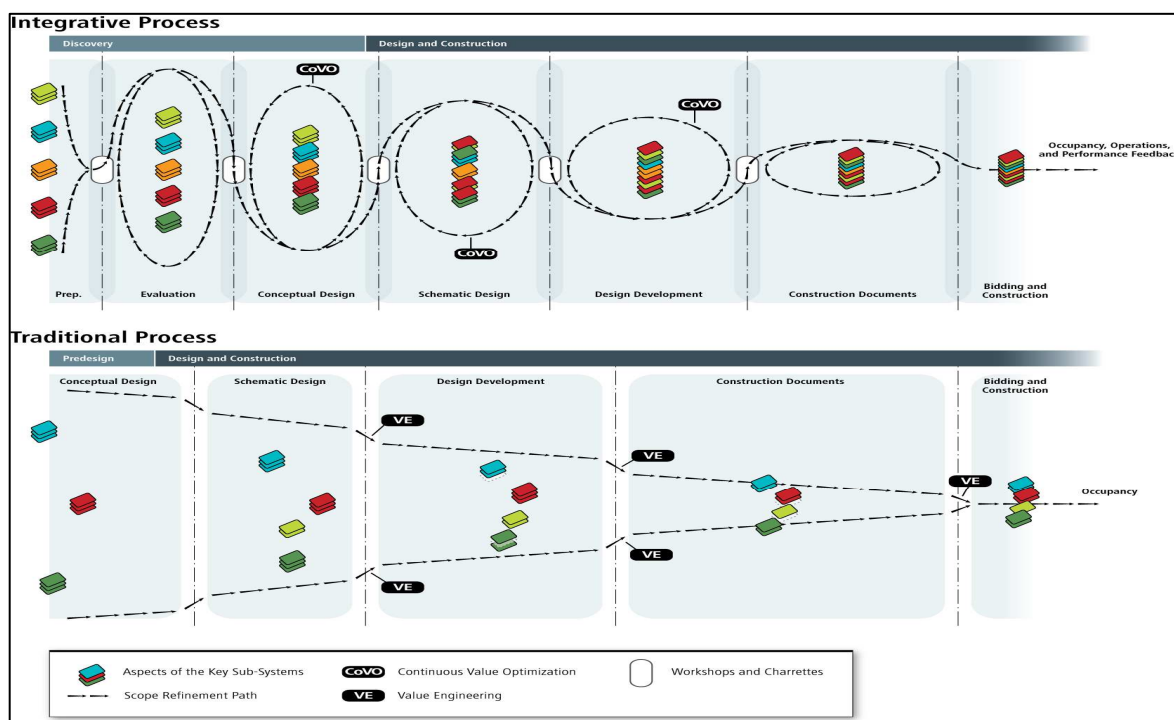 Integrative Process
Discovery
Design and Construction
CoVO
CoVO
Occupancy, Operations,
and Performance Feedbac
CoVO
Prep.
Evaluation
Conceptual Design
Schematic Design
Design Development
Construction Documents
Bidding and
Construction
Traditional Process
Predesign
Design and Construction
Conceptual Design
Schematic Design
Design Development
Construction Documents
Bidding and
Construction
VE
VE
VE
Occupancy
VE
VE
Aspects of the Key Sub-Systems
CoVO
Continuous Value Optimization
Workshops and Charrettes
Scope Refinement Path
VE
Value Engineering